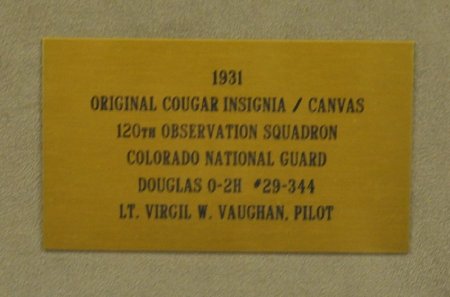 1931
ORIGINAL COUGAR INSIGNIA / CANVAS
120TH OBSERVATION SQUADRON
COLORADO NATIONAL GUARD
DOUGLAS O-2H #29-344
LT. VIRGIL W. VAUGHAN, PILOT